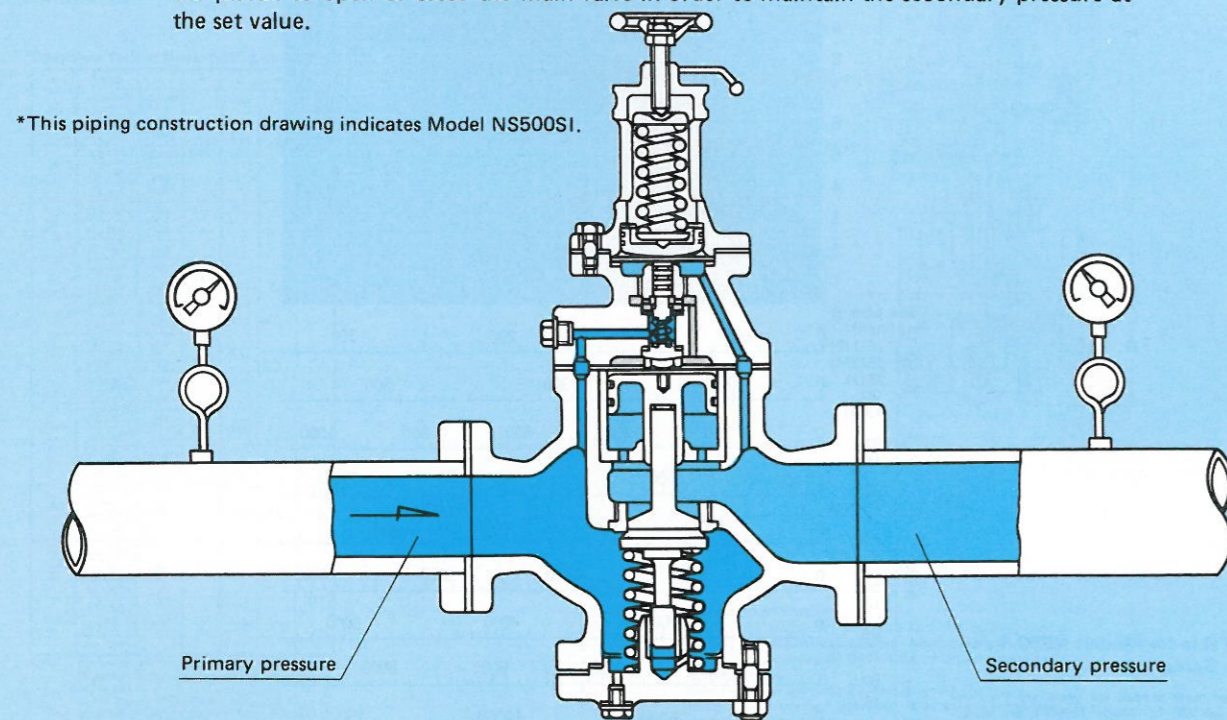 the set value.
*This piping construction drawing indicates Model NS500SI.
Primary pressure
Secondary pressure